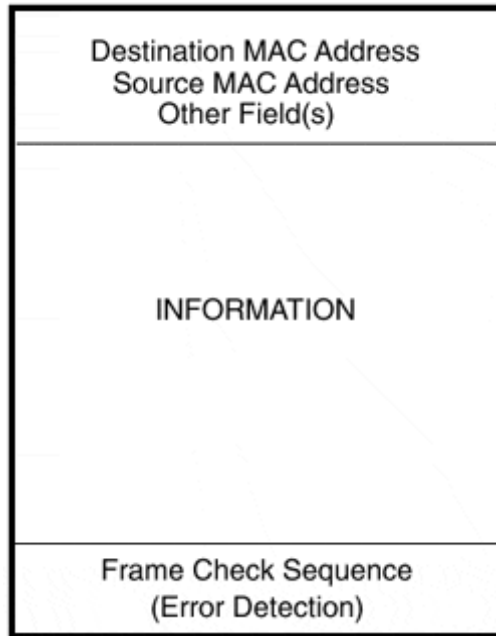 Destination MAC Address
Source MAC Address
Other Field(s)
INFORMATION
Frame Check Sequence
(Error Detection)